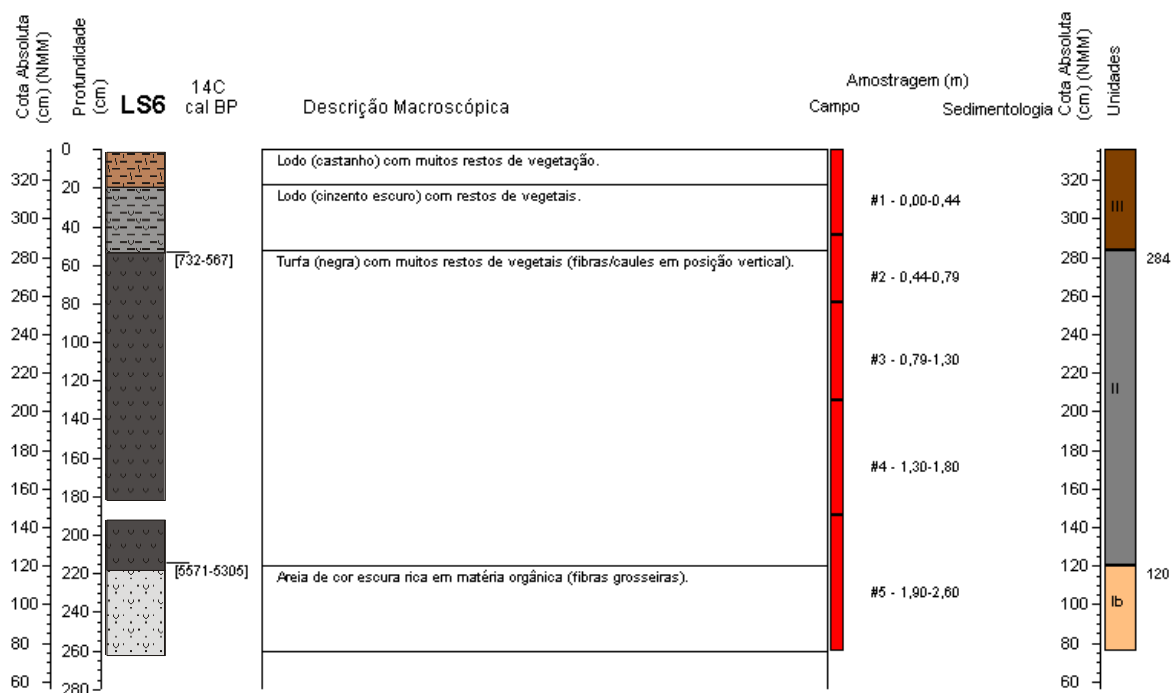 Cota Absoluta
(cm) (NMM)
Profundidade
(cm)
LS6
14C
cal BP
Descrição Macroscópica
Amostragem (m)
Campo
Sedimentologia
Cota Absoluta
(cm) (NMM)
Unidades
320
300
280
260
240
220
200
180
160
140
120
100
80
60
0
20
40
60
80
100
120
140
160
180
200
220
240
260
280
[732-567]
[5571-5305]
Lodo (castanho) com muitos restos de vegetação.
Lodo (cinzento escuro) com restos de vegetais.
Turfa (negra) com muitos restos de vegetais (fibras/caules em posição vertical).
Areia de cor escura rica em matéria orgânica (fibras grosseiras).
#1 - 0,00-0,44
#2 - 0,44-0,79
#3 - 0,79-1,30
#4 - 1,30-1,80
#5 - 1,90-2,60
320
300
280
260
240
220
200
180
160
140
120
100
80
60
III
II
Ib
284
120